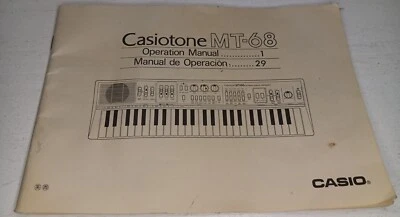 Casiotone MT-68
Operation Manual............1
Manual de Operación........29
CASIO®